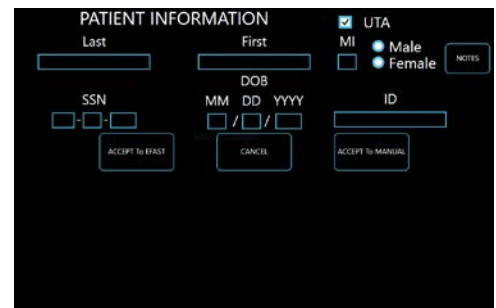 PATIENT INFORMATION
UTA
Last First MI Male
Female
NOTES
DOB
SSN MM DD YYYY ID
- - / /
ACCEPT To EFAST CANCEL ACCEPT To MANUAL